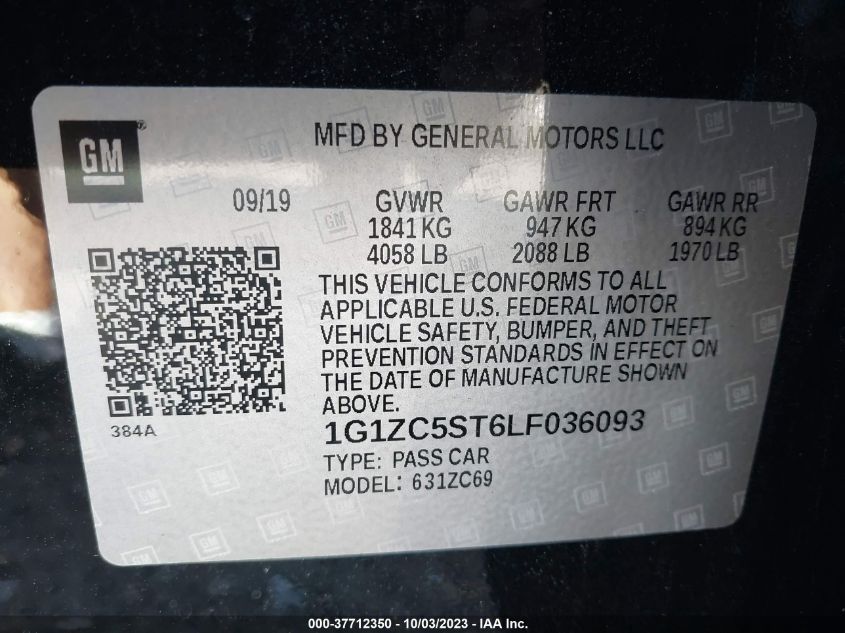 GM
MFD BY GENERAL MOTORS LLC
09/19 GVWR GAWR FRT GAWR RR
1841 KG 947 KG 894 KG
4058 LB 2088 LB 1970 LB
THIS VEHICLE CONFORMS TO ALL
APPLICABLE U.S. FEDERAL MOTOR
VEHICLE SAFETY, BUMPER, AND THEFT
PREVENTION STANDARDS IN EFFECT ON
THE DATE OF MANUFACTURE SHOWN
ABOVE.
384A
1G1ZC5ST6LF036093
TYPE: PASS CAR
MODEL: 631ZC69
000-37712350 - 10/03/2023 - IAA Inc.